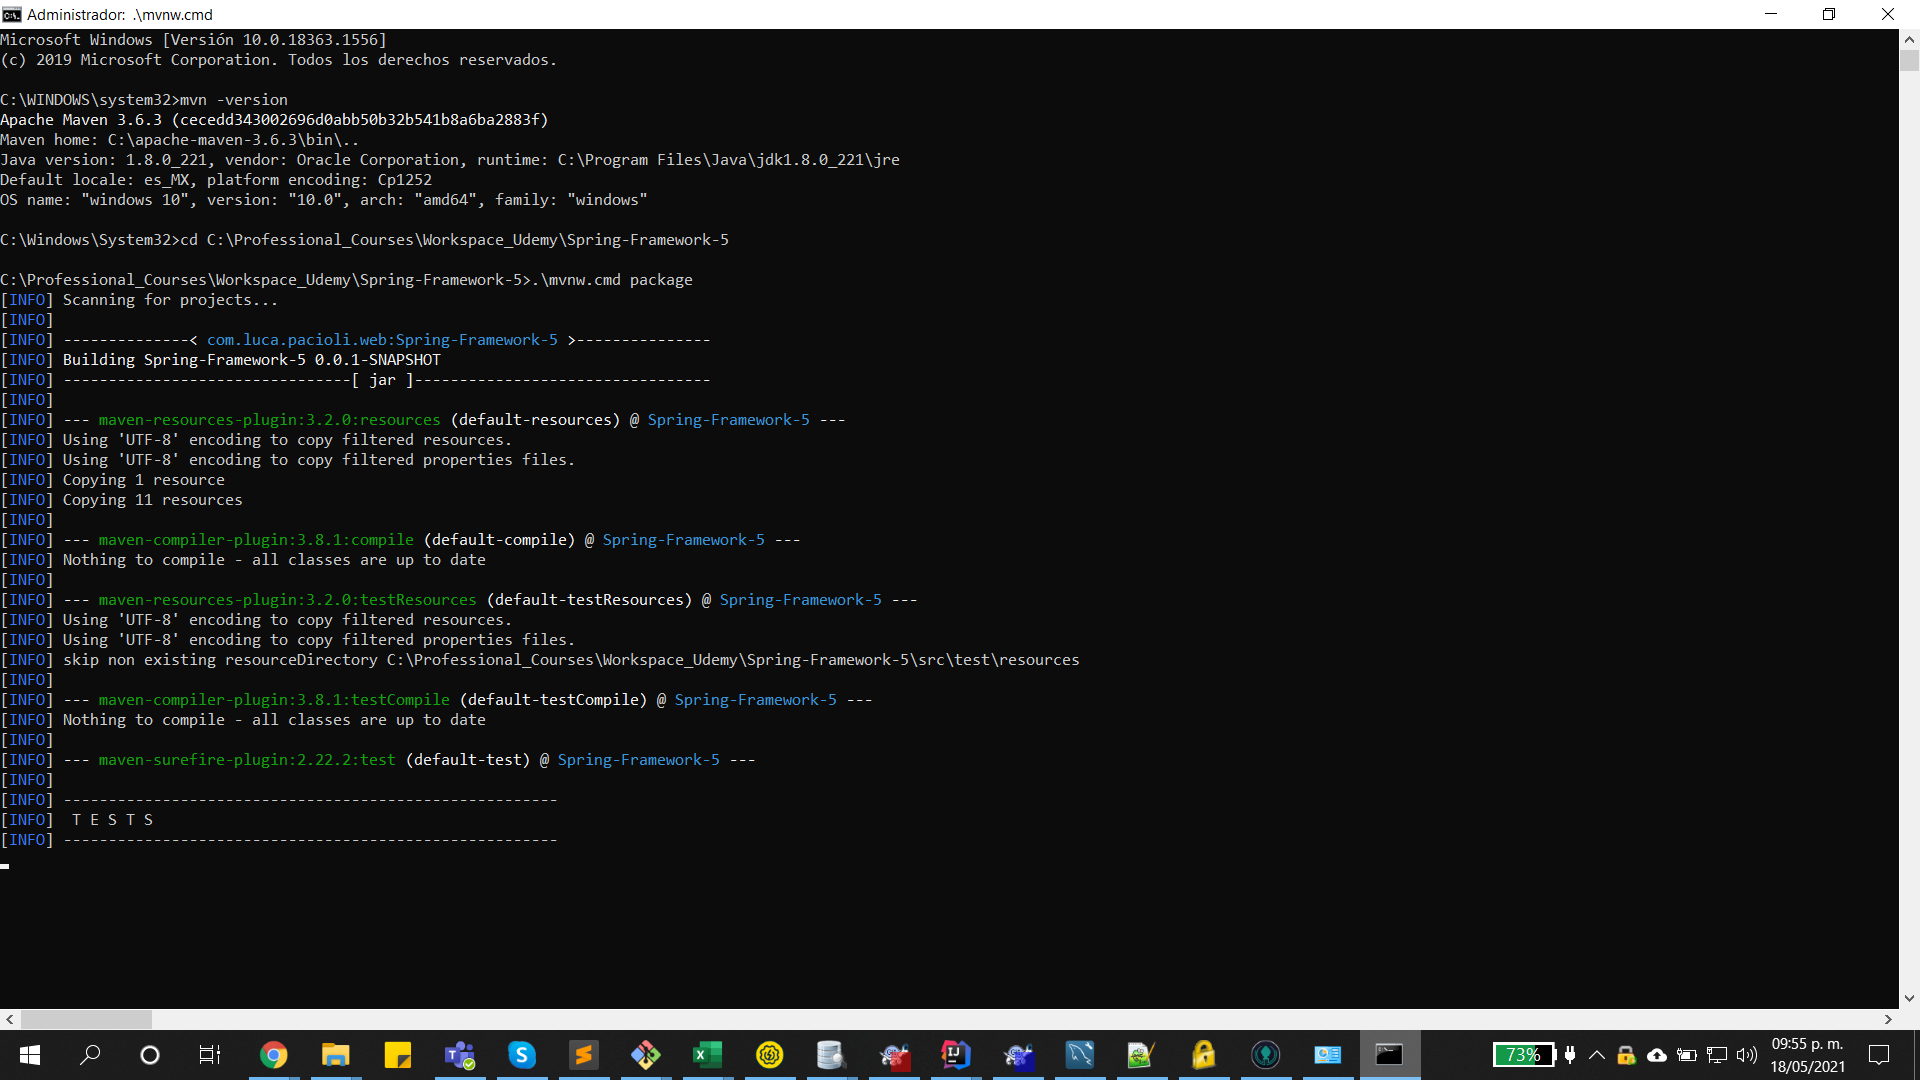 Administrador: .\mvnw.cmd
Microsoft Windows [Versión 10.0.18363.1556]
(c) 2019 Microsoft Corporation. Todos los derechos reservados.
C:\WINDOWS\system32>mvn -version
Apache Maven 3.6.3 (cecedd343002696d0abb50b32b541b8a6ba2883f)
Maven home: C:\apache-maven-3.6.3\bin\..
Java version: 1.8.0_221, vendor: Oracle Corporation, runtime: C:\Program Files\Java\jdk1.8.0_221\jre
Default locale: es_MX, platform encoding: Cp1252
OS name: "windows 10", version: "10.0", arch: "amd64", family: "windows"
C:\Windows\System32>cd C:\Professional_Courses\Workspace_Udemy\Spring-Framework-5
C:\Professional_Courses\Workspace_Udemy\Spring-Framework-5>.\mvnw.cmd package
[INFO] Scanning for projects...
[INFO]
[INFO] --------------< com.luca.pacioli.web:Spring-Framework-5 >---------------
[INFO] Building Spring-Framework-5 0.0.1-SNAPSHOT
[INFO] --------------------------------[ jar ]---------------------------------
[INFO]
[INFO] --- maven-resources-plugin:3.2.0:resources (default-resources) @ Spring-Framework-5 ---
[INFO] Using 'UTF-8' encoding to copy filtered resources.
[INFO] Using 'UTF-8' encoding to copy filtered properties files.
[INFO] Copying 1 resource
[INFO] Copying 11 resources
[INFO]
[INFO] --- maven-compiler-plugin:3.8.1:compile (default-compile) @ Spring-Framework-5 ---
[INFO] Nothing to compile - all classes are up to date
[INFO]
[INFO] --- maven-resources-plugin:3.2.0:testResources (default-testResources) @ Spring-Framework-5 ---
[INFO] Using 'UTF-8' encoding to copy filtered resources.
[INFO] Using 'UTF-8' encoding to copy filtered properties files.
[INFO] skip non existing resourceDirectory C:\Professional_Courses\Workspace_Udemy\Spring-Framework-5\src\test\resources
[INFO]
[INFO] --- maven-compiler-plugin:3.8.1:testCompile (default-testCompile) @ Spring-Framework-5 ---
[INFO] Nothing to compile - all classes are up to date
[INFO]
[INFO] --- maven-surefire-plugin:2.22.2:test (default-test) @ Spring-Framework-5 ---
[INFO]
[INFO] -------------------------------------------------------
[INFO]  T E S T S
[INFO] -------------------------------------------------------
73%
09:55 p. m.
18/05/2021